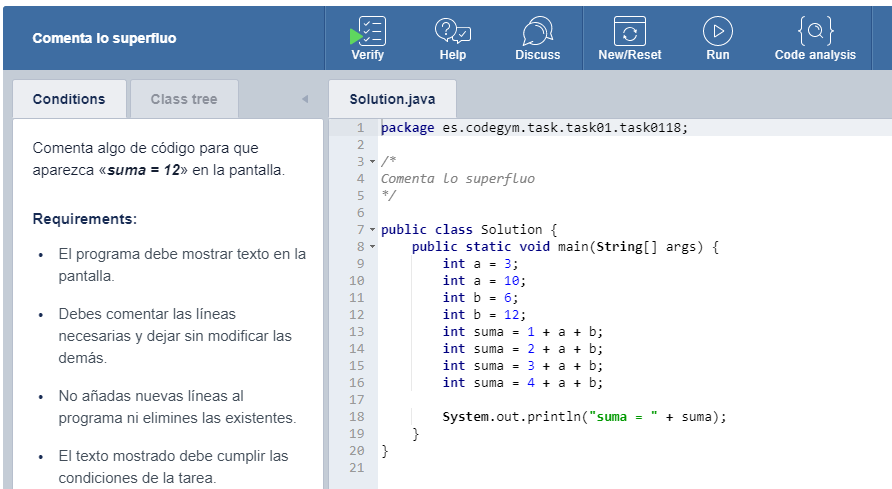 Comenta lo superfluo
Verify
Help
Discuss
New/Reset
Run
Code analysis
Conditions
Class tree
Comenta algo de código para que
aparezca «suma = 12» en la pantalla.
Requirements:
• El programa debe mostrar texto en la
pantalla.
• Debes comentar las líneas
necesarias y dejar sin modificar las
demás.
• No añadas nuevas líneas al
programa ni elimines las existentes.
• El texto mostrado debe cumplir las
condiciones de la tarea.
Solution.java
1 package es.codegym.task.task01.task0118;
2
3 /*
4 Comenta lo superfluo
5 */
6
7 public class Solution {
8     public static void main(String[] args) {
9         int a = 3;
10         int a = 10;
11         int b = 6;
12         int b = 12;
13         int suma = 1 + a + b;
14         int suma = 2 + a + b;
15         int suma = 3 + a + b;
16         int suma = 4 + a + b;
17
18         System.out.println("suma = " + suma);
19     }
20 }
21